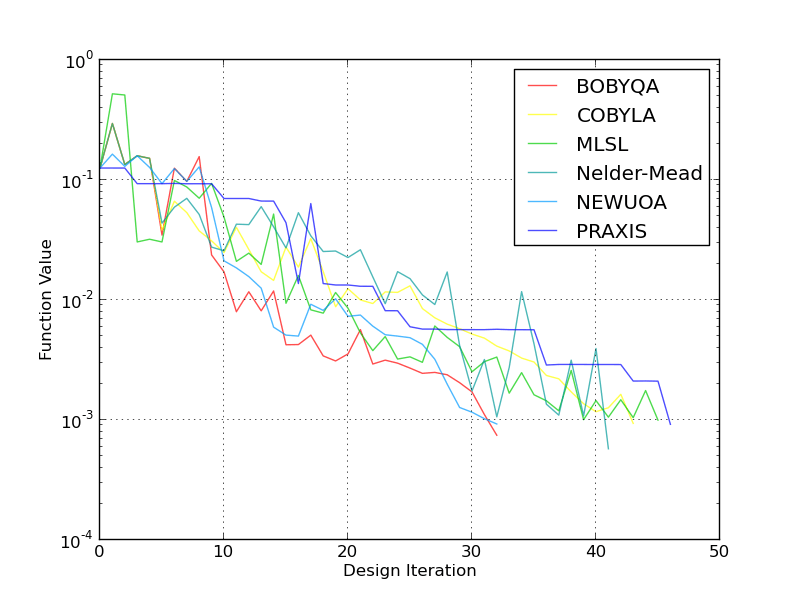 10^0
10^-1
10^-2
10^-3
10^-4
Function Value
BOBYQA
COBYLA
MLSL
Nelder-Mead
NEWUOA
PRAXIS
0 10 20 30 40 50
Design Iteration